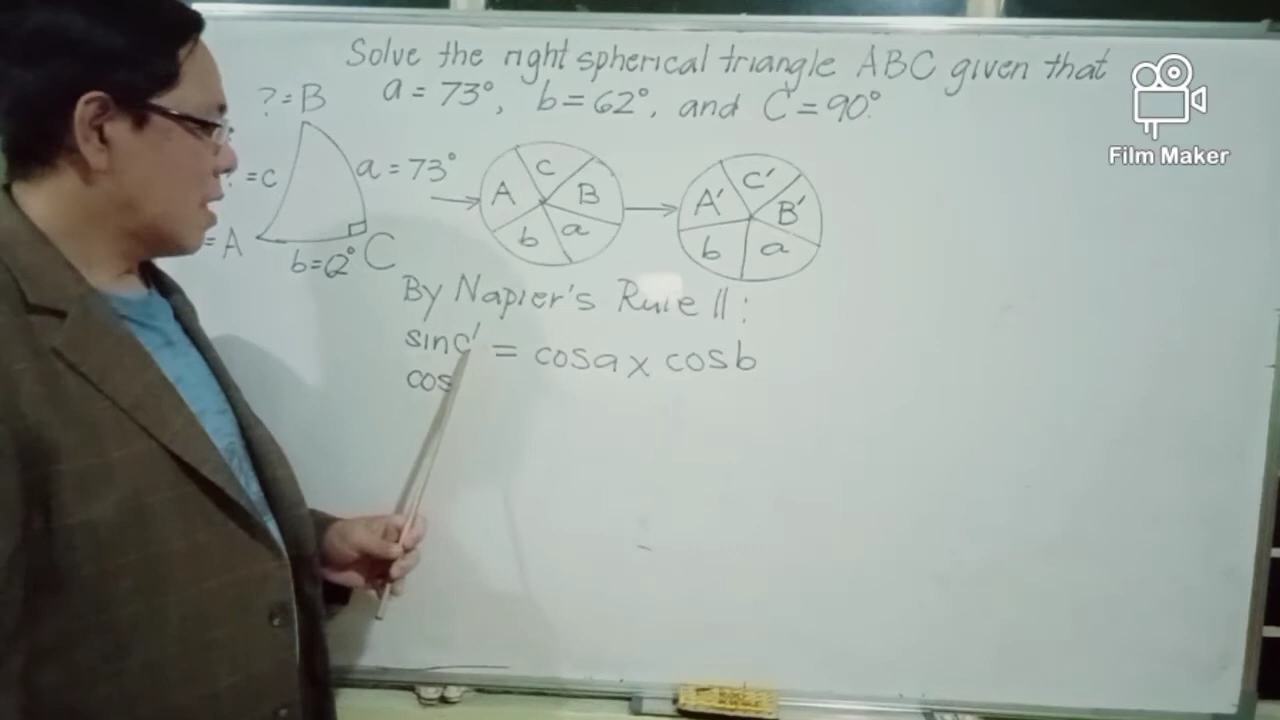 Solve the right spherical triangle ABC given that
a = 73°, b = 62°, and C = 90°.
? = B
= c
a = 73°
= A
C
A c B a b
A' c' B' a b
By Napier's Rule II:
sin c' = cos a x cos b
cos
Film Maker